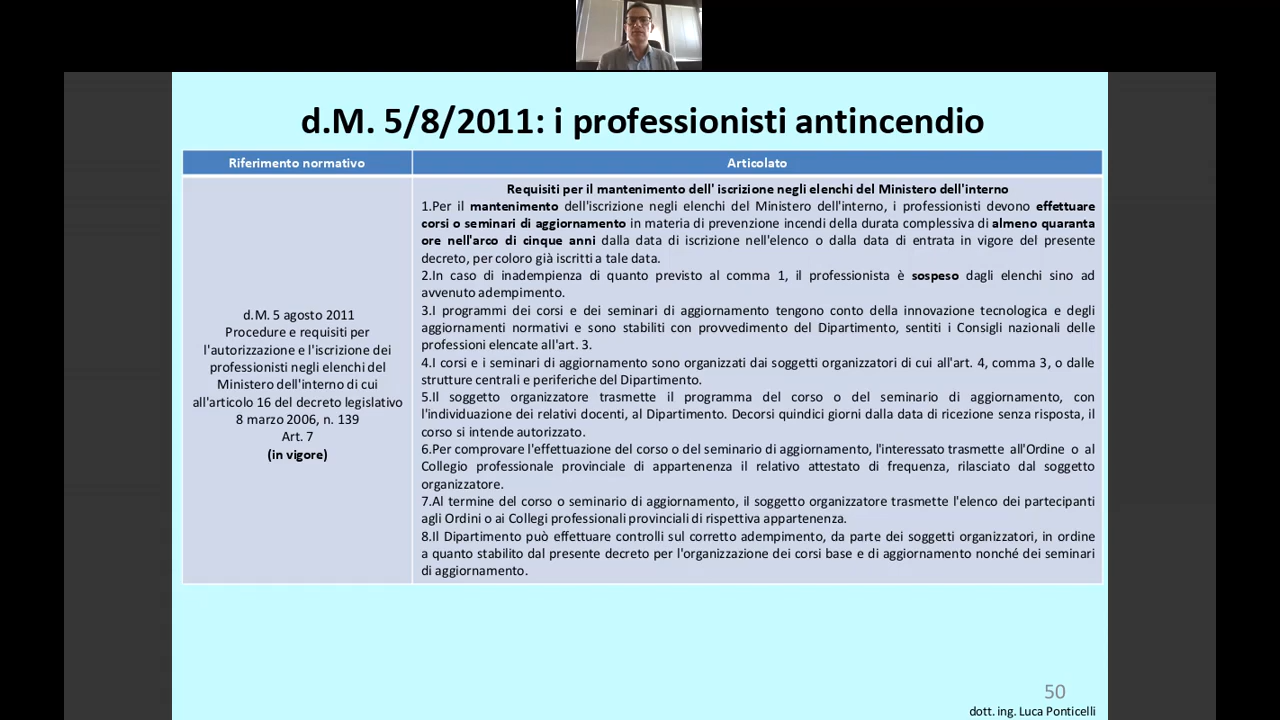 d.M. 5/8/2011: i professionisti antincendio
Riferimento normativo
Articolato
d.M. 5 agosto 2011
Procedure e requisiti per
l'autorizzazione e l'iscrizione dei
professionisti negli elenchi del
Ministero dell'interno di cui
all'articolo 16 del decreto legislativo
8 marzo 2006, n. 139
Art. 7
(in vigore)
Requisiti per il mantenimento dell' iscrizione negli elenchi del Ministero dell'interno
1.Per il mantenimento dell'iscrizione negli elenchi del Ministero dell'interno, i professionisti devono effettuare
corsi o seminari di aggiornamento in materia di prevenzione incendi della durata complessiva di almeno quaranta
ore nell'arco di cinque anni dalla data di iscrizione nell'elenco o dalla data di entrata in vigore del presente
decreto, per coloro già iscritti a tale data.
2.In caso di inadempienza di quanto previsto al comma 1, il professionista è sospeso dagli elenchi sino ad
avvenuto adempimento.
3.I programmi dei corsi e dei seminari di aggiornamento tengono conto della innovazione tecnologica e degli
aggiornamenti normativi e sono stabiliti con provvedimento del Dipartimento, sentiti i Consigli nazionali delle
professioni elencate all'art. 3.
4.I corsi e i seminari di aggiornamento sono organizzati dai soggetti organizzatori di cui all'art. 4, comma 3, o dalle
strutture centrali e periferiche del Dipartimento.
5.Il soggetto organizzatore trasmette il programma del corso o del seminario di aggiornamento, con
l'individuazione dei relativi docenti, al Dipartimento. Decorsi quindici giorni dalla data di ricezione senza risposta, il
corso si intende autorizzato.
6.Per comprovare l'effettuazione del corso o del seminario di aggiornamento, l'interessato trasmette all'Ordine o al
Collegio professionale provinciale di appartenenza il relativo attestato di frequenza, rilasciato dal soggetto
organizzatore.
7.Al termine del corso o seminario di aggiornamento, il soggetto organizzatore trasmette l'elenco dei partecipanti
agli Ordini o ai Collegi professionali provinciali di rispettiva appartenenza.
8.Il Dipartimento può effettuare controlli sul corretto adempimento, da parte dei soggetti organizzatori, in ordine
a quanto stabilito dal presente decreto per l'organizzazione dei corsi base e di aggiornamento nonché dei seminari
di aggiornamento.
50
dott. ing. Luca Ponticelli